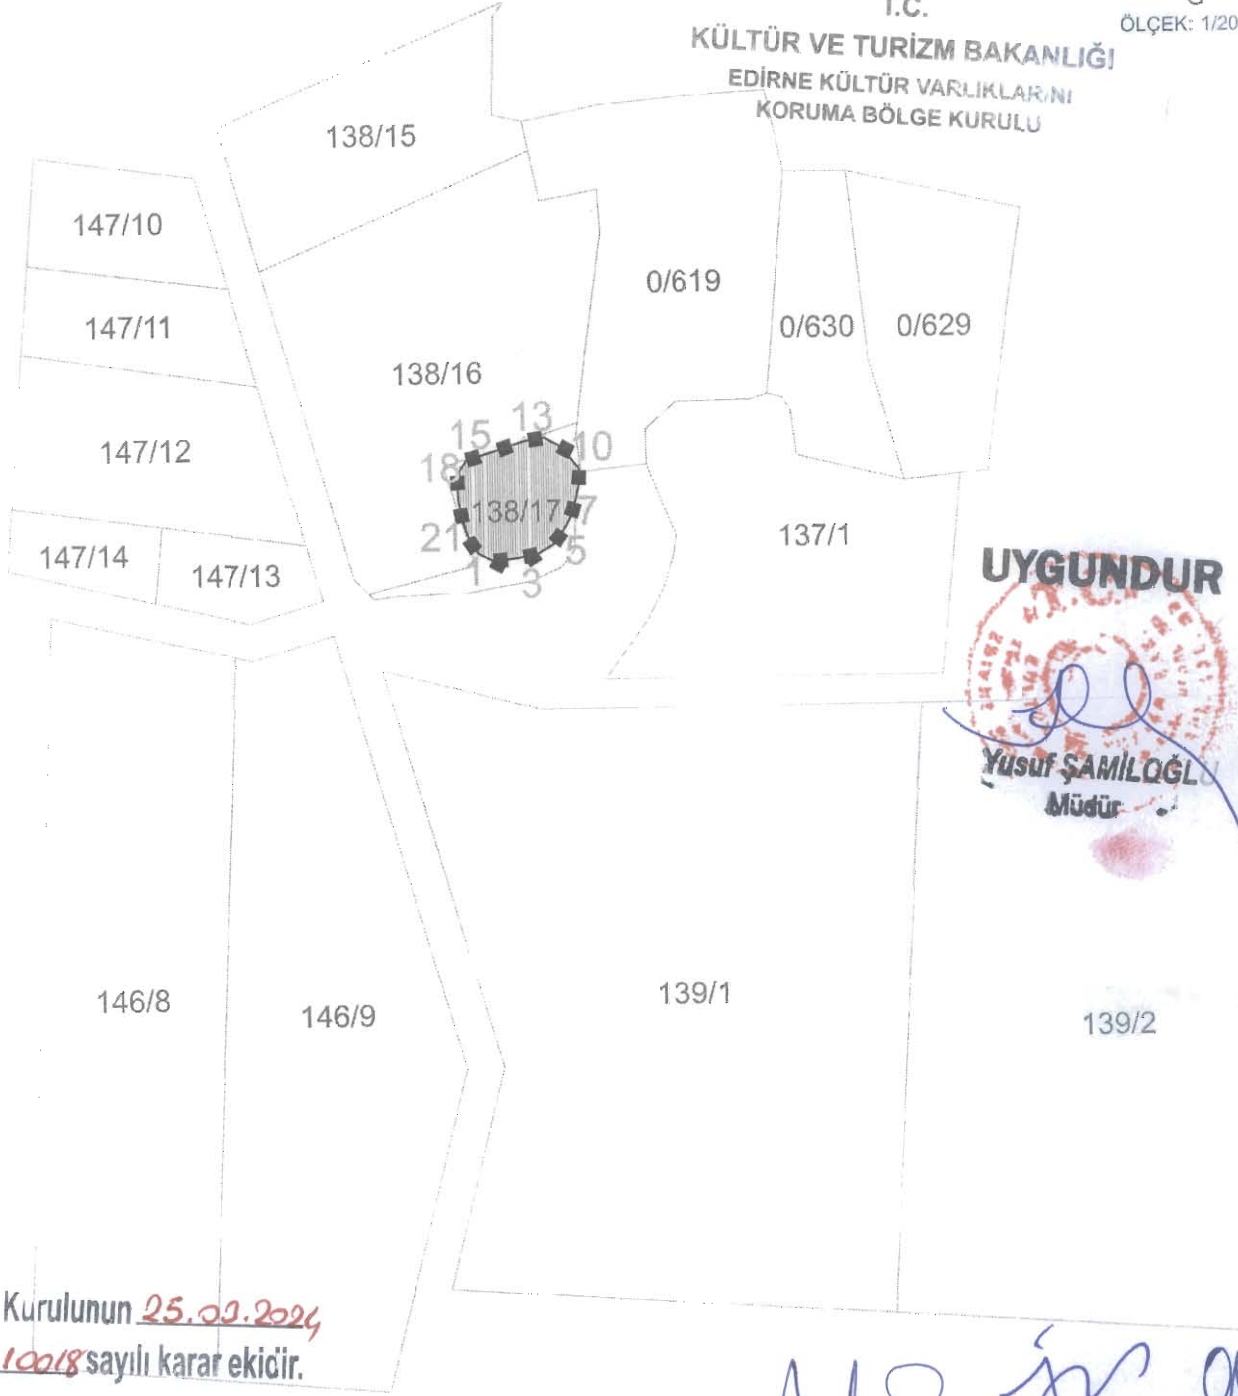 T.C.
ÖLÇEK: 1/20
KÜLTÜR VE TURİZM BAKANLIĞI
EDİRNE KÜLTÜR VARLIKLARINI
KORUMA BÖLGE KURULU
138/15
147/10
0/619
147/11
0/630
0/629
138/16
13
15
10
147/12
18
138/17
7
21
137/1
5
147/14
147/13
1
3
UYGUNDUR
T.C.
Yusuf ŞAMİLOĞLU
Müdür
146/8
146/9
139/1
139/2
Kurulunun 25.03.2024
10018 sayılı karar ekidir.